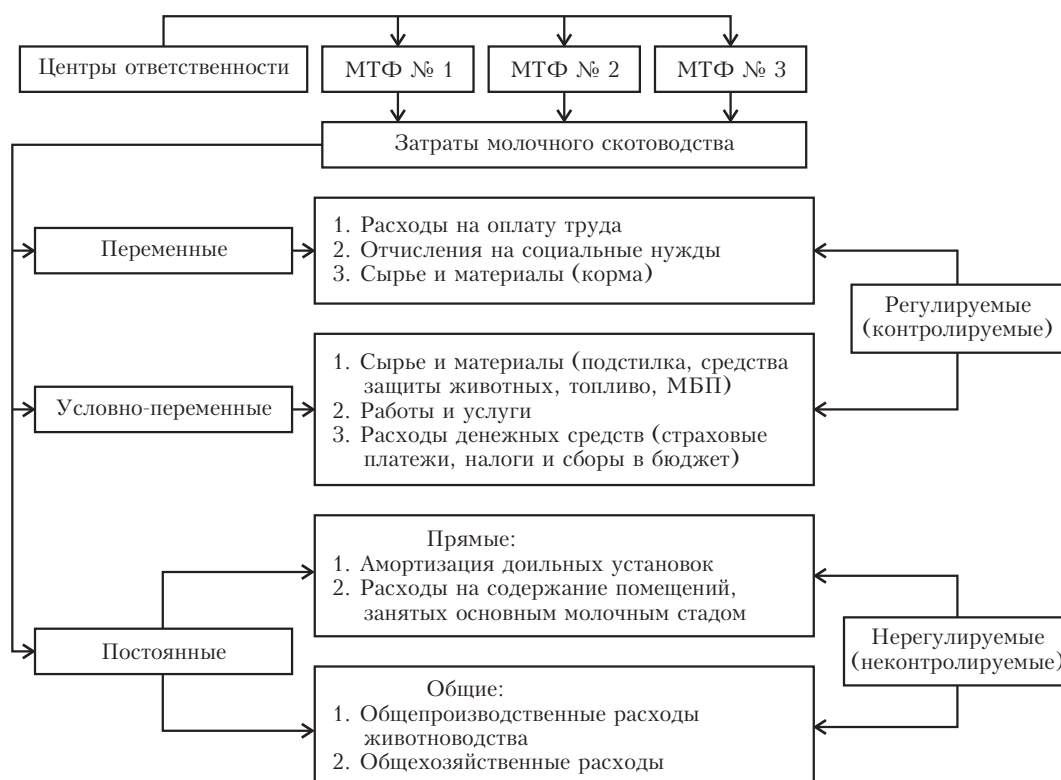 Центры ответственности
МТФ № 1
МТФ № 2
МТФ № 3
Затраты молочного скотоводства
Переменные
1. Расходы на оплату труда
2. Отчисления на социальные нужды
3. Сырье и материалы (корма)
Регулируемые
(контролируемые)
Условно-переменные
1. Сырье и материалы (подстилка, средства
защиты животных, топливо, МБП)
2. Работы и услуги
3. Расходы денежных средств (страховые
платежи, налоги и сборы в бюджет)
Постоянные
Прямые:
1. Амортизация доильных установок
2. Расходы на содержание помещений,
занятых основным молочным стадом
Нерегулируемые
(неконтролируемые)
Общие:
1. Общепроизводственные расходы
животноводства
2. Общехозяйственные расходы